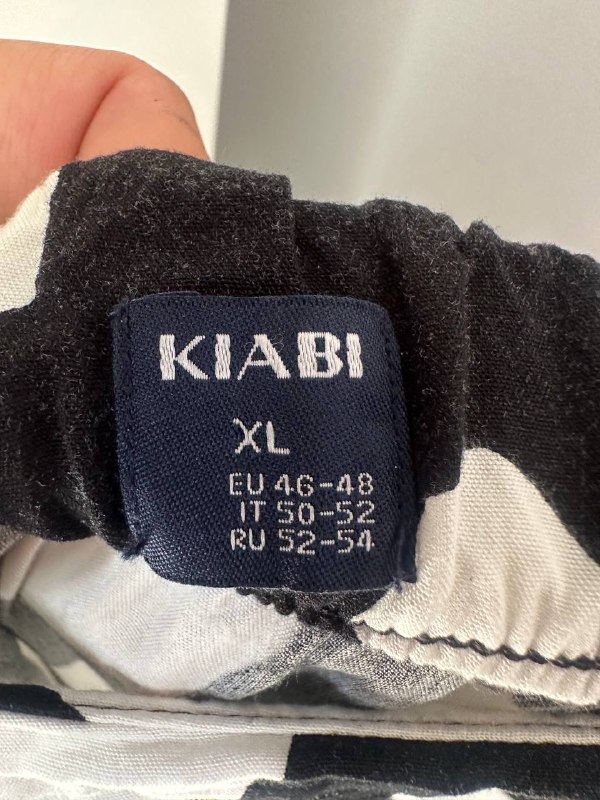 KIABI
XL
EU 46-48
IT 50-52
RU 52-54